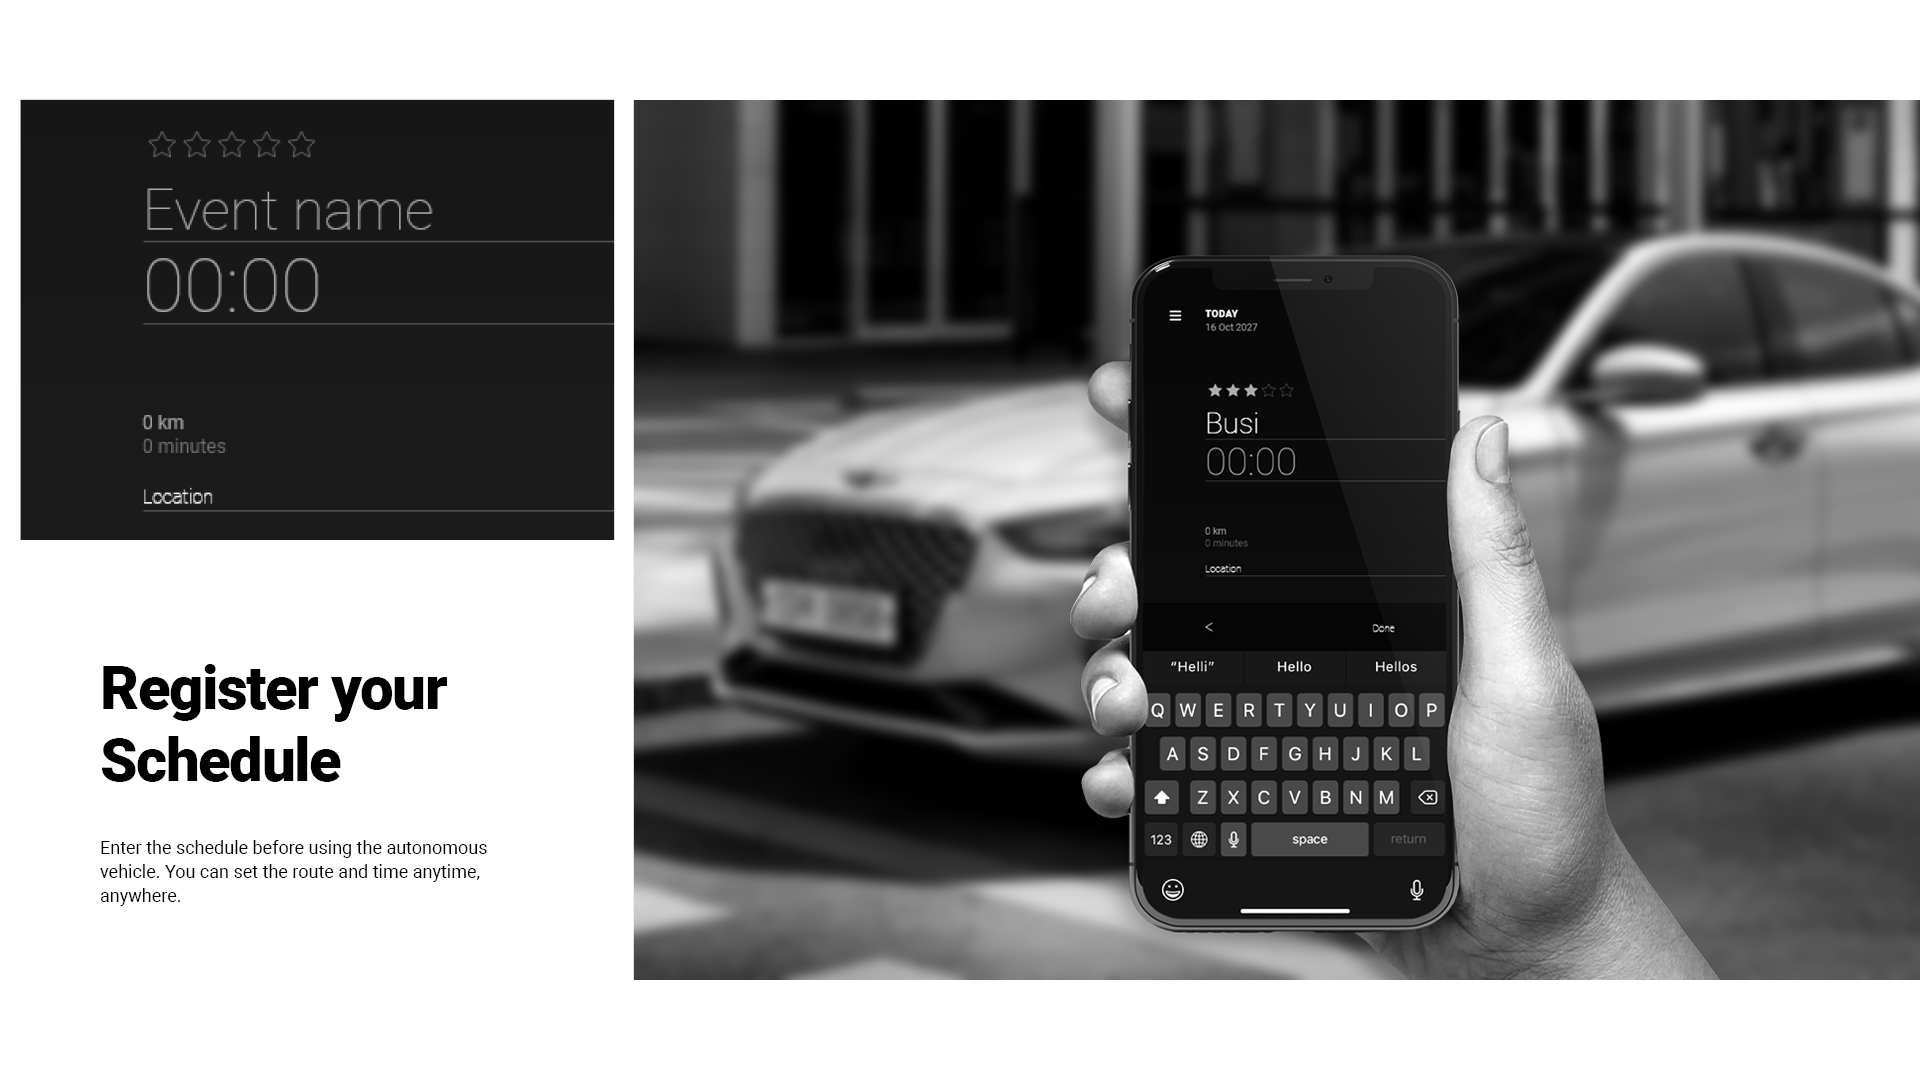 Event name
00:00
0 km
0 minutes
Location
Register your
Schedule
Enter the schedule before using the autonomous
vehicle. You can set the route and time anytime,
anywhere.
TODAY
16 Oct 2027
Busi
00:00
0 km
0 minutes
Location
< Done
“Helli” Hello Hellos
Q W E R T Y U I O P
A S D F G H J K L
Z X C V B N M
123 space return